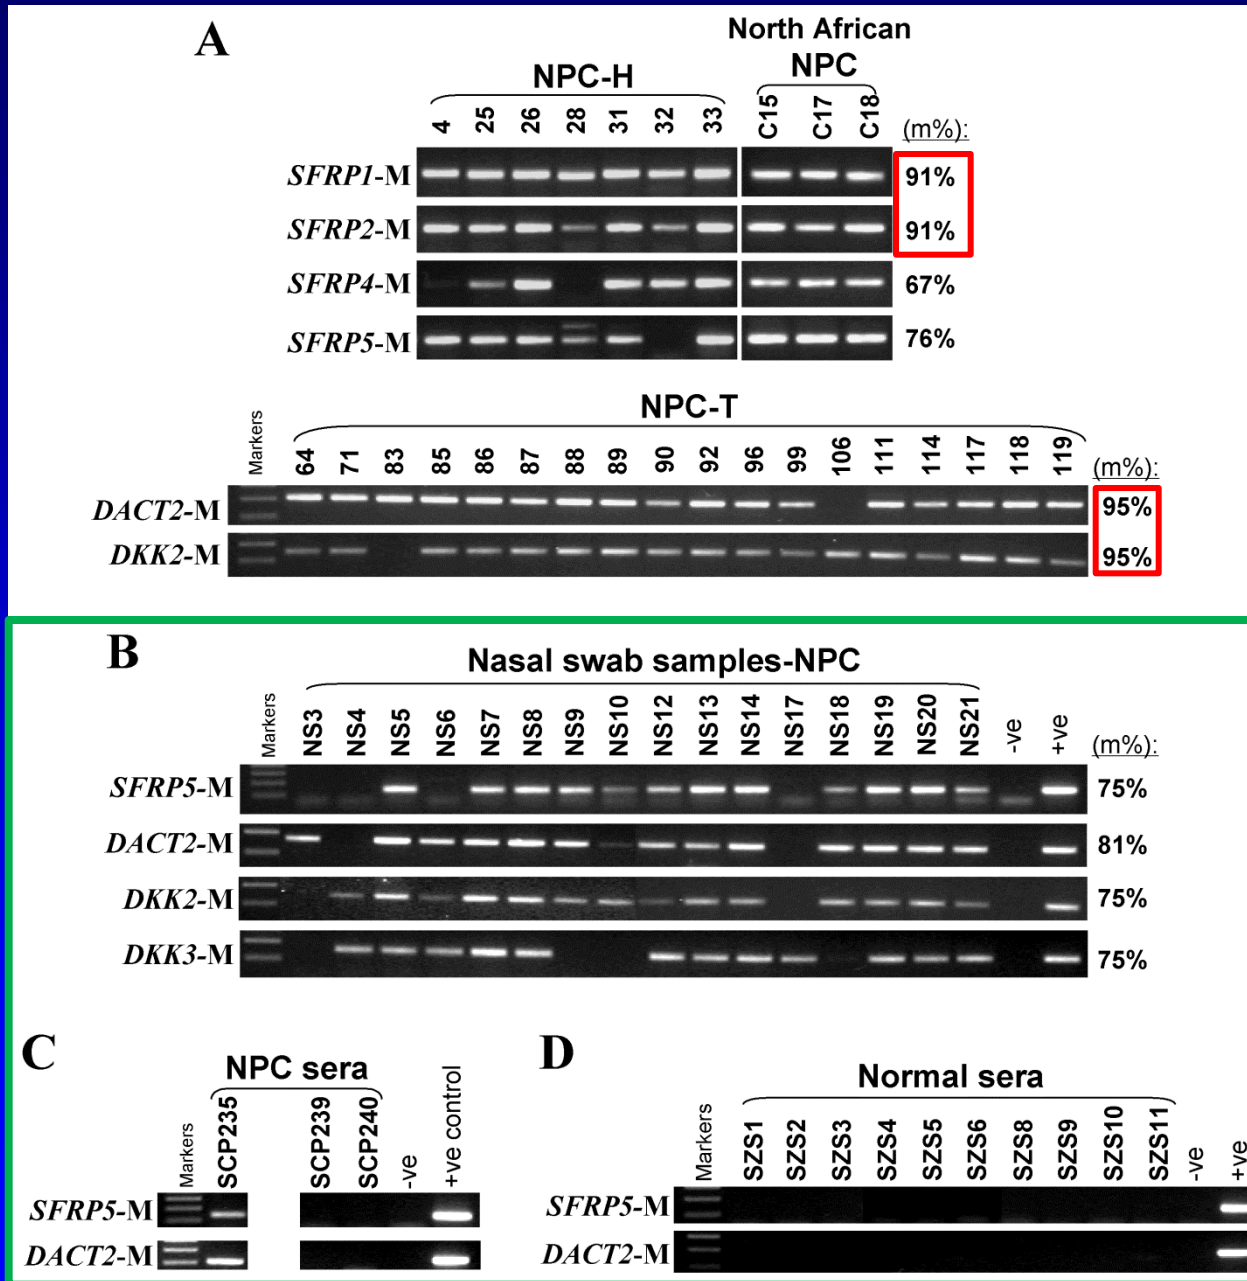 A
North African
NPC-H
NPC
4 25 26 28 31 32 33 C15 C17 C18 (m%):
SFRP1-M 91%
SFRP2-M 91%
SFRP4-M 67%
SFRP5-M 76%
NPC-T
Markers 64 71 83 85 86 87 88 89 90 92 96 99 106 111 114 117 118 119 (m%):
DACT2-M 95%
DKK2-M 95%
B
Nasal swab samples-NPC
Markers NS3 NS4 NS5 NS6 NS7 NS8 NS9 NS10 NS12 NS13 NS14 NS17 NS18 NS19 NS20 NS21 -ve +ve (m%):
SFRP5-M 75%
DACT2-M 81%
DKK2-M 75%
DKK3-M 75%
C
NPC sera
Markers SCP235 SCP239 SCP240 -ve +ve control
SFRP5-M
DACT2-M
D
Normal sera
Markers SZS1 SZS2 SZS3 SZS4 SZS5 SZS6 SZS8 SZS9 SZS10 SZS11 -ve +ve
SFRP5-M
DACT2-M